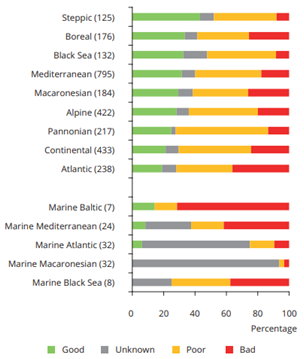 Steppic (125)
Boreal (176)
Black Sea (132)
Mediterranean (795)
Macaronesian (184)
Alpine (422)
Pannonian (217)
Continental (433)
Atlantic (238)
Marine Baltic (7)
Marine Mediterranean (24)
Marine Atlantic (32)
Marine Macaronesian (32)
Marine Black Sea (8)
0 20 40 60 80 100
Percentage
Good Unknown Poor Bad